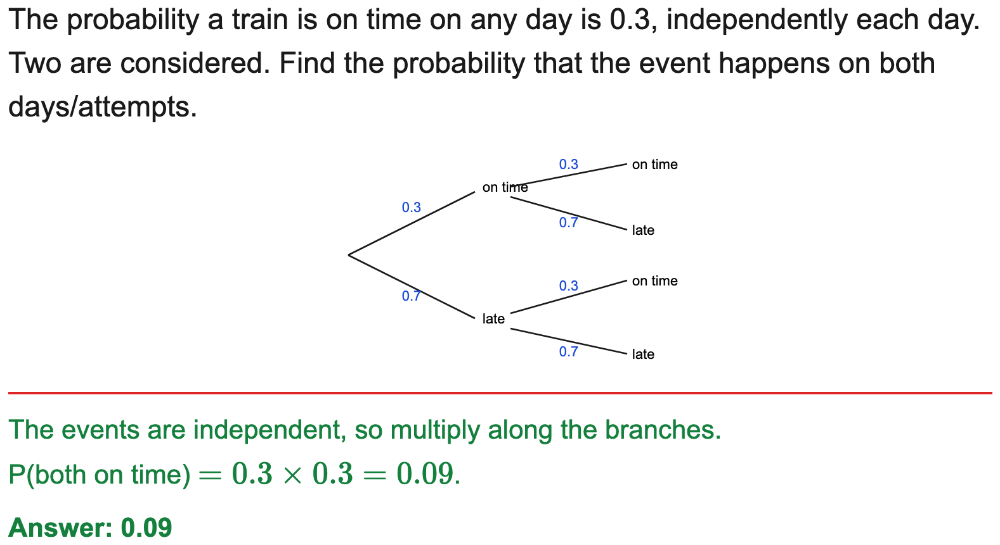 The probability a train is on time on any day is 0.3, independently each day.
Two are considered. Find the probability that the event happens on both
days/attempts.
0.3 on time
on time
0.3
0.7
late
0.3 on time
0.7
late
0.7
late
The events are independent, so multiply along the branches.
P(both on time) = 0.3 × 0.3 = 0.09.
Answer: 0.09